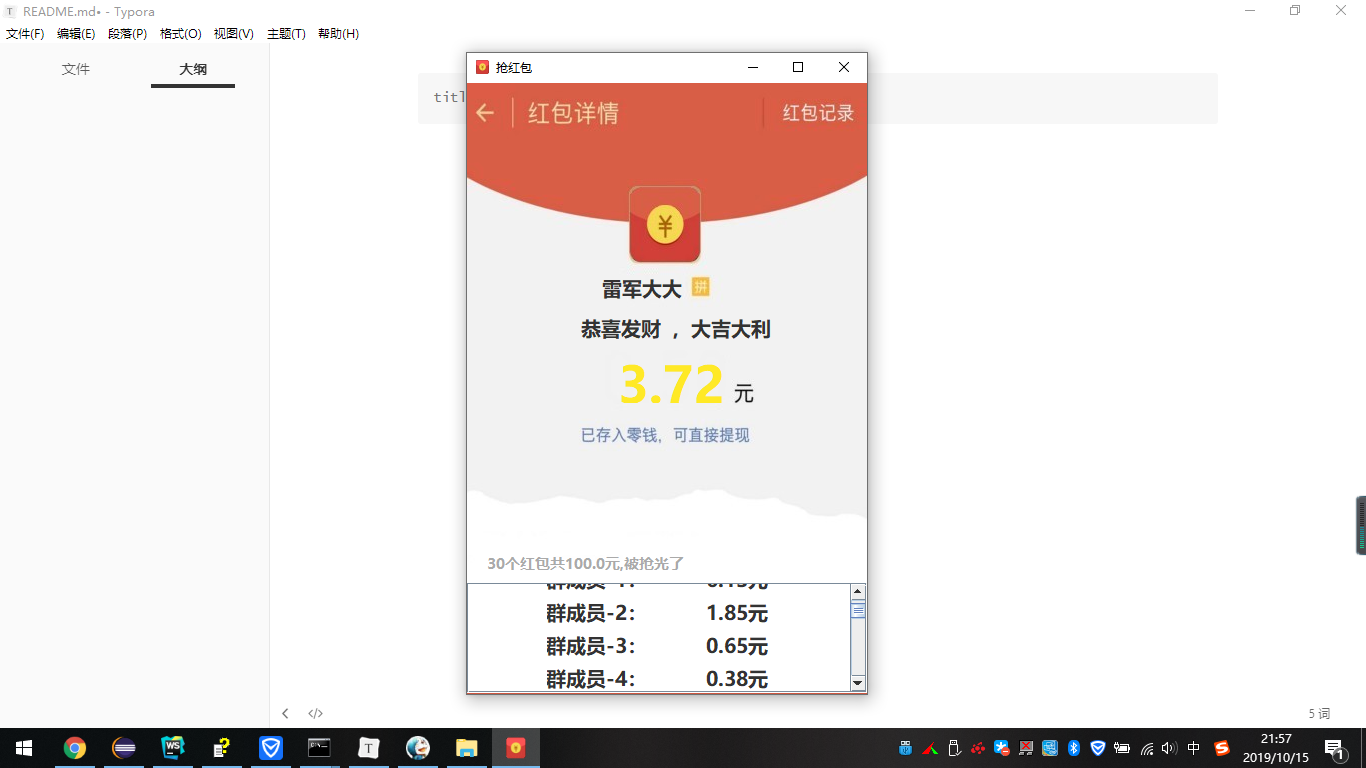 README.md• - Typora
文件(F) 编辑(E) 段落(P) 格式(O) 视图(V) 主题(T) 帮助(H)
文件 大纲
titl
抢红包
红包详情 红包记录
雷军大大 拼
恭喜发财 ，大吉大利
3.72 元
已存入零钱，可直接提现
30个红包共100.0元,被抢光了
群成员-2： 1.85元
群成员-3： 0.65元
群成员-4： 0.38元
</> 5 词
21:57
2019/10/15
中